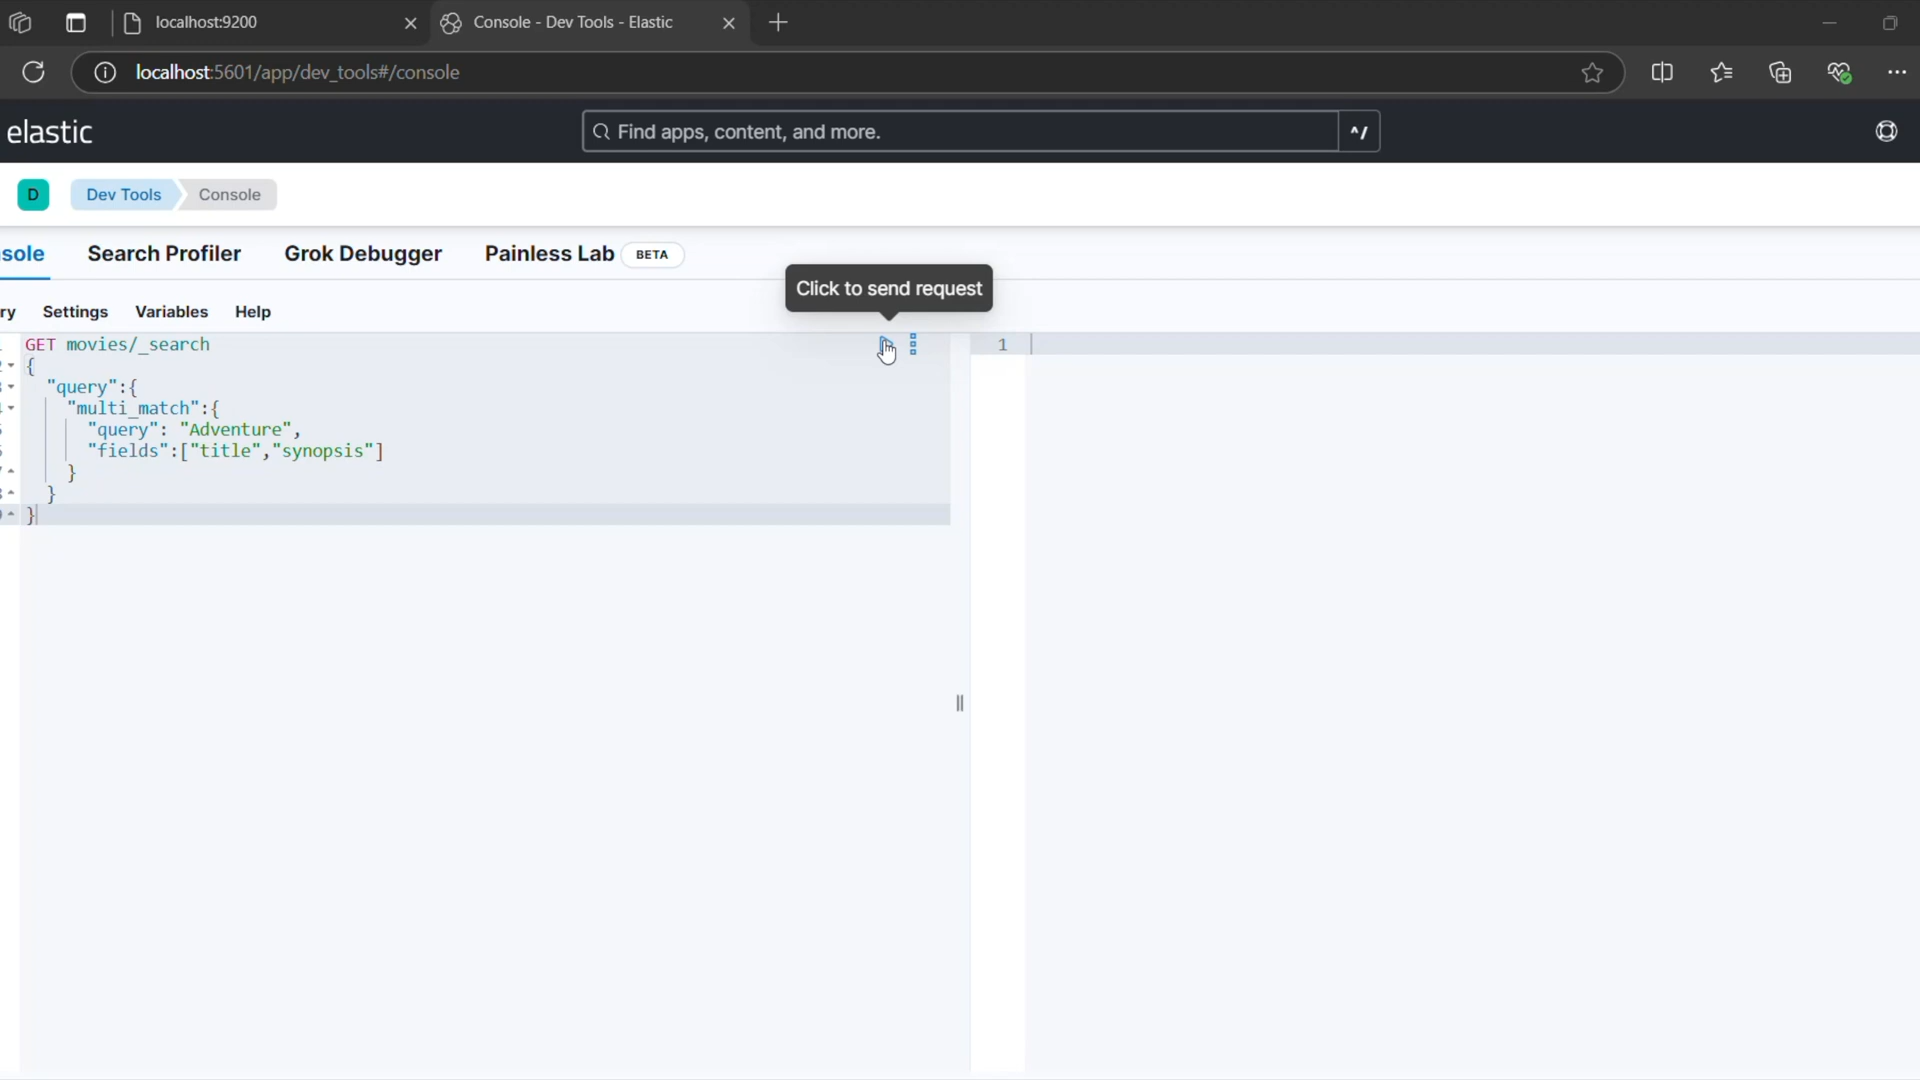 localhost:9200
Console - Dev Tools - Elastic
localhost:5601/app/dev_tools#/console
elastic
Find apps, content, and more.
^/
D
Dev Tools
Console
sole
Search Profiler
Grok Debugger
Painless Lab
BETA
Click to send request
ry
Settings
Variables
Help
GET movies/_search
{
"query":{
"multi_match":{
"query": "Adventure",
"fields":["title","synopsis"]
}
}
}
1